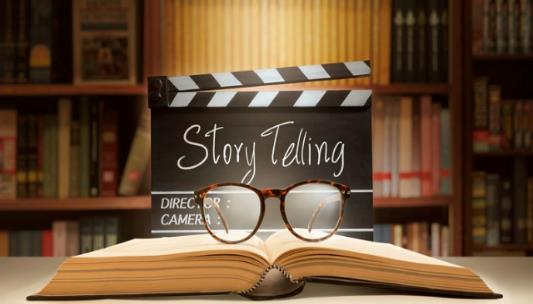 Story Telling
DIRECTOR :
CAMERA :